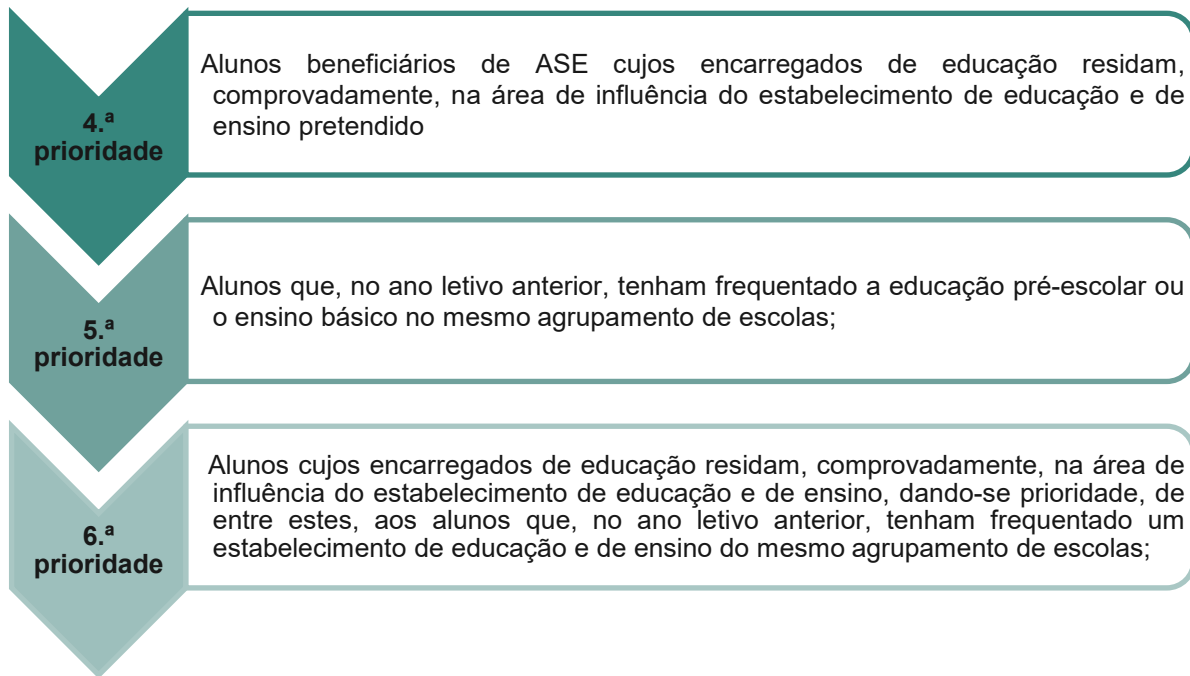 4.ª
prioridade
Alunos beneficiários de ASE cujos encarregados de educação residam,
comprovadamente, na área de influência do estabelecimento de educação e de
ensino pretendido
5.ª
prioridade
Alunos que, no ano letivo anterior, tenham frequentado a educação pré-escolar ou
o ensino básico no mesmo agrupamento de escolas;
6.ª
prioridade
Alunos cujos encarregados de educação residam, comprovadamente, na área de
influência do estabelecimento de educação e de ensino, dando-se prioridade, de
entre estes, aos alunos que, no ano letivo anterior, tenham frequentado um
estabelecimento de educação e de ensino do mesmo agrupamento de escolas;